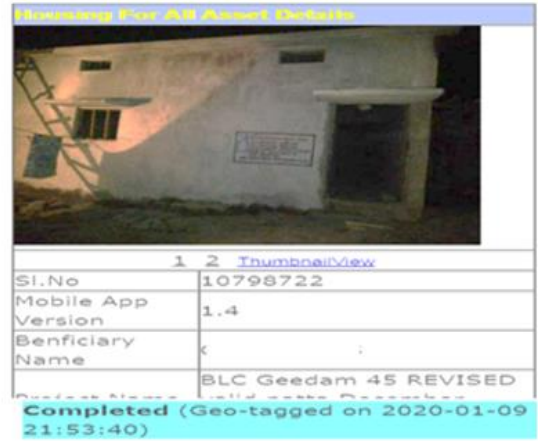 Housing For All Asset Details
1 2 ThumbnailView
Sl.No 10798722
Mobile App Version 1.4
Benficiary Name
BLC Geedam 45 REVISED
Completed (Geo-tagged on 2020-01-09
21:53:40)